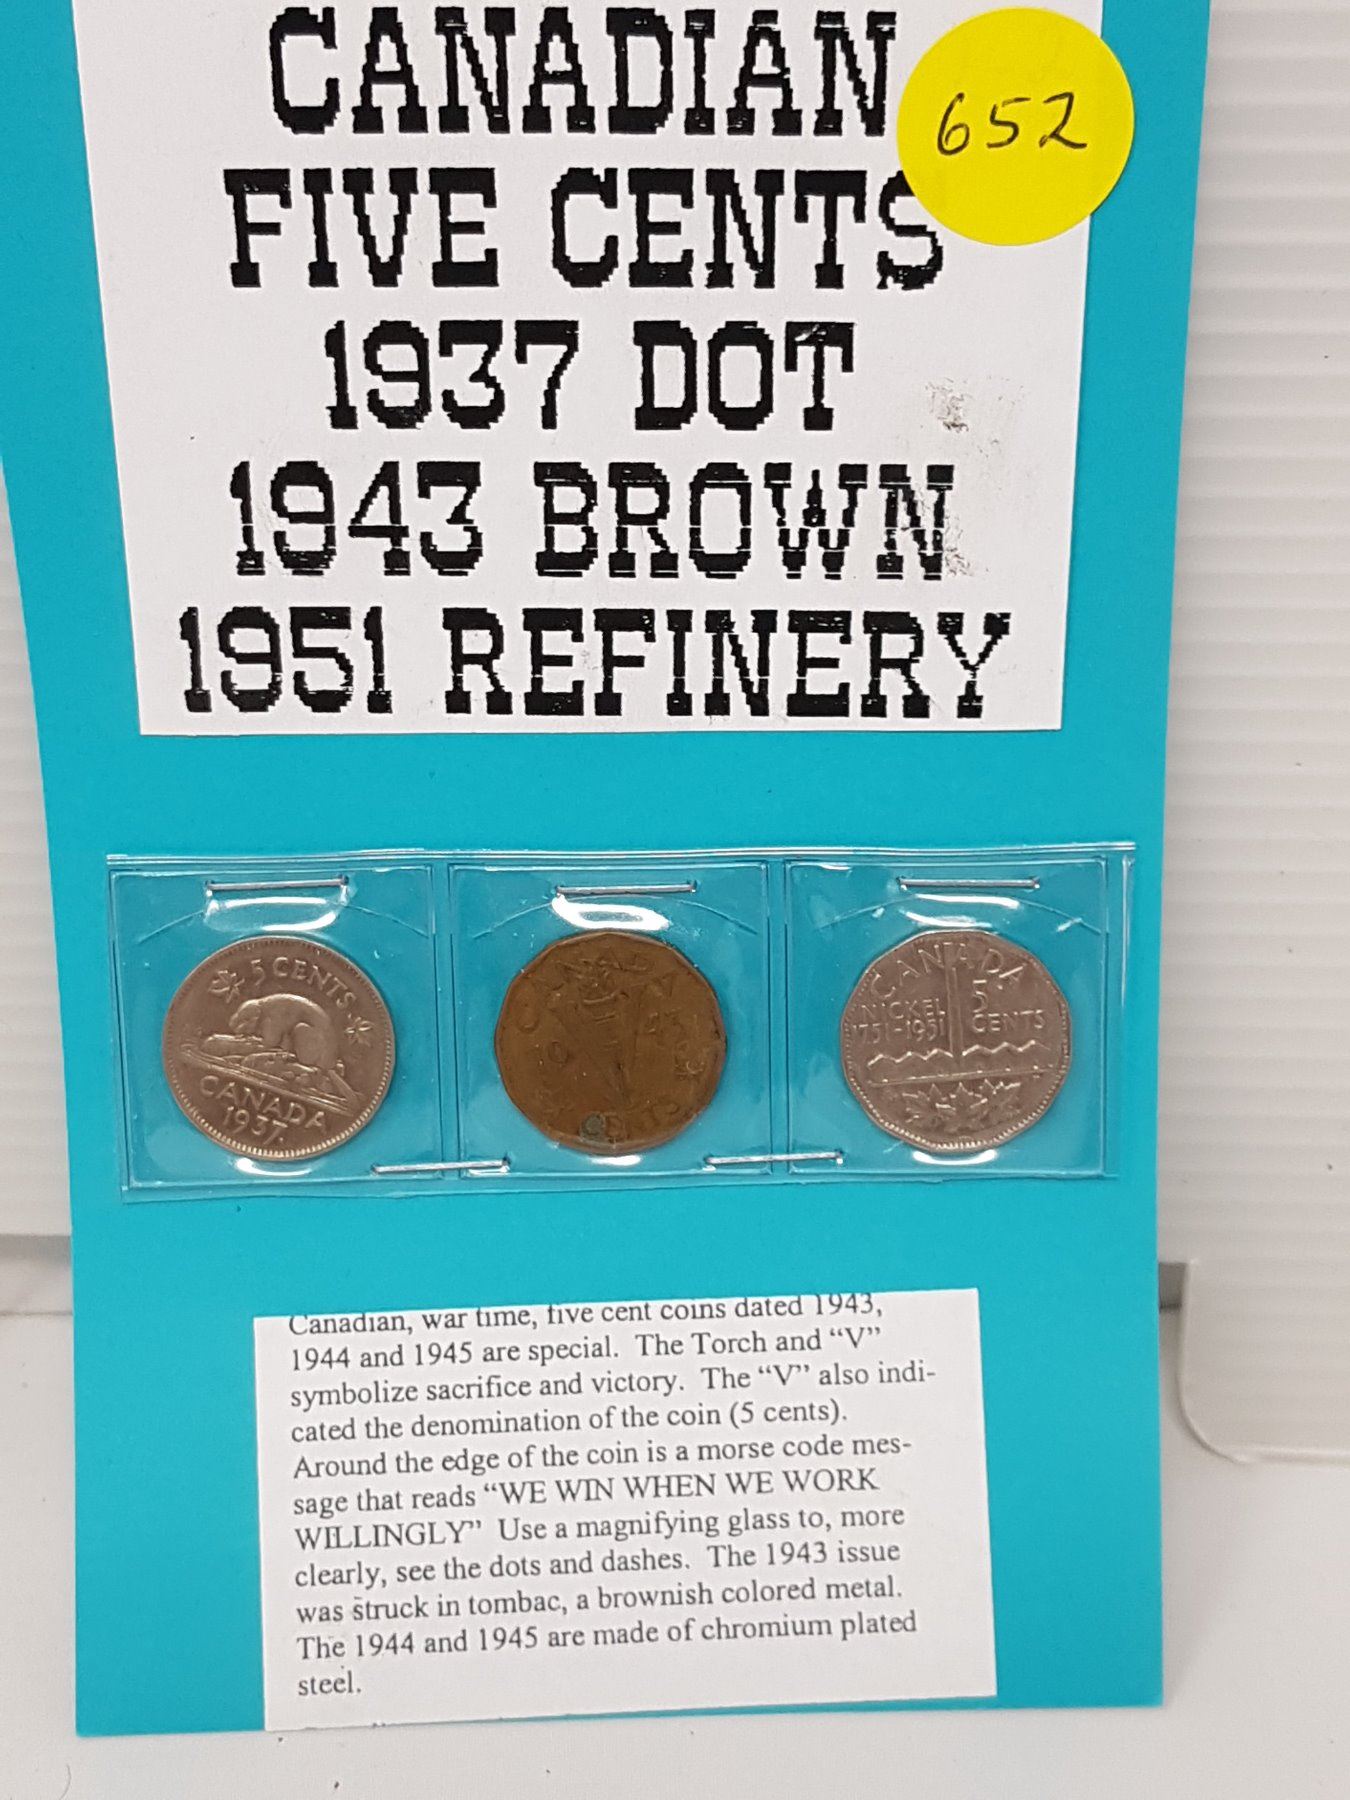 CANADIAN
652
FIVE CENTS
1937 DOT
1943 BROWN
1951 REFINERY
5 CENTS
CANADA
1937.
CANADA
1943
CENTS
CANADA
NICKEL
1751-1951
5
CENTS
Canadian, war time, five cent coins dated 1943,
1944 and 1945 are special. The Torch and “V”
symbolize sacrifice and victory. The “V” also indi-
cated the denomination of the coin (5 cents).
Around the edge of the coin is a morse code mes-
sage that reads “WE WIN WHEN WE WORK
WILLINGLY” Use a magnifying glass to, more
clearly, see the dots and dashes. The 1943 issue
was struck in tombac, a brownish colored metal.
The 1944 and 1945 are made of chromium plated
steel.